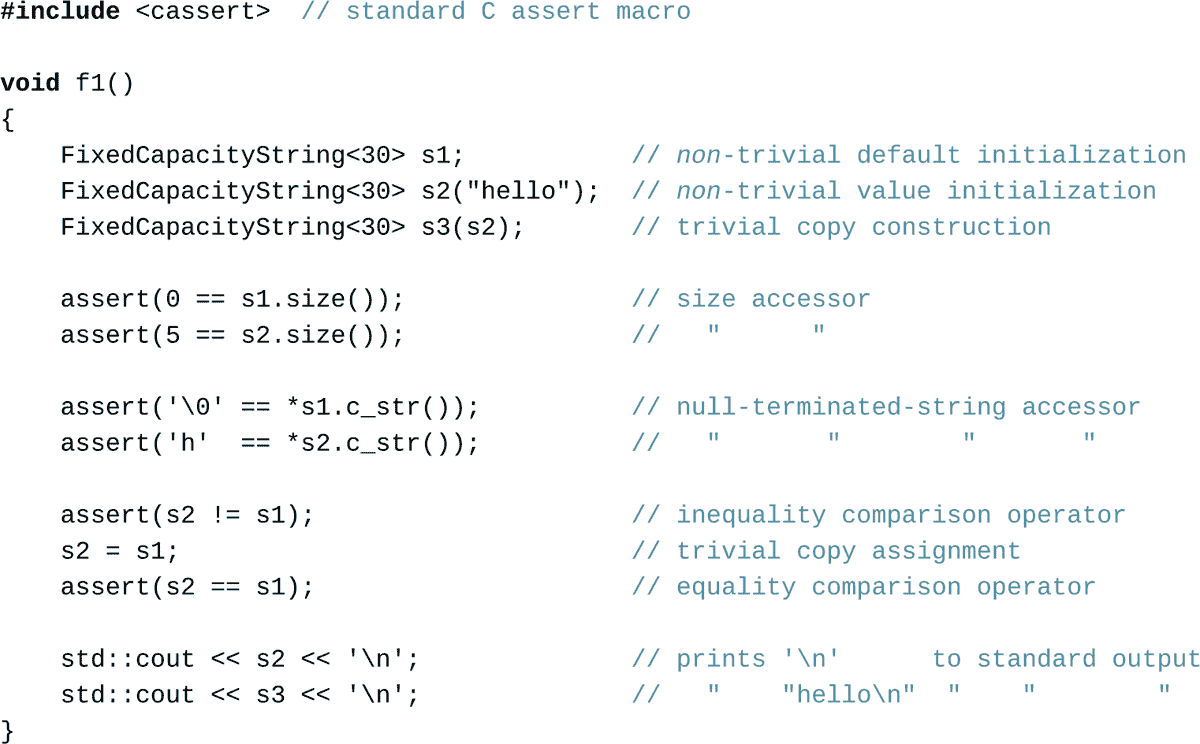 #include <cassert>  // standard C assert macro

void f1()
{
    FixedCapacityString<30> s1;           // non-trivial default initialization
    FixedCapacityString<30> s2("hello");  // non-trivial value initialization
    FixedCapacityString<30> s3(s2);       // trivial copy construction

    assert(0 == s1.size());               // size accessor
    assert(5 == s2.size());               //   "      "

    assert('\0' == *s1.c_str());          // null-terminated-string accessor
    assert('h'  == *s2.c_str());          //   "       "        "       "

    assert(s2 != s1);                     // inequality comparison operator
    s2 = s1;                              // trivial copy assignment
    assert(s2 == s1);                     // equality comparison operator

    std::cout << s2 << '\n';              // prints '\n'      to standard output
    std::cout << s3 << '\n';              //   "    "hello\n"  "    "        "
}